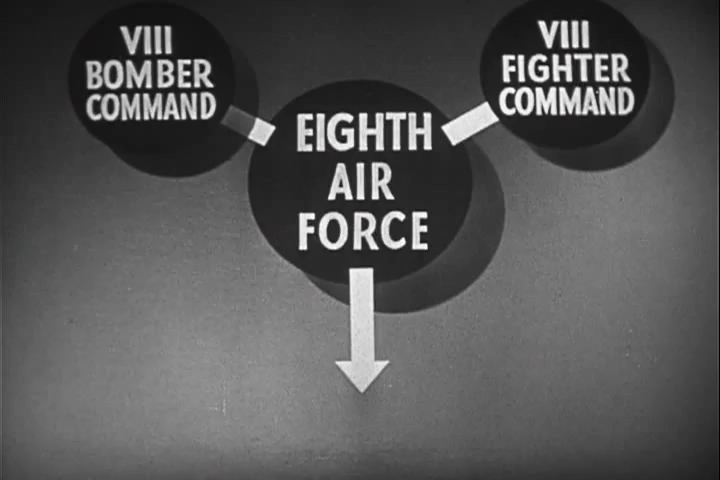 VIII
BOMBER
COMMAND
EIGHTH
AIR
FORCE
VIII
FIGHTER
COMMAND